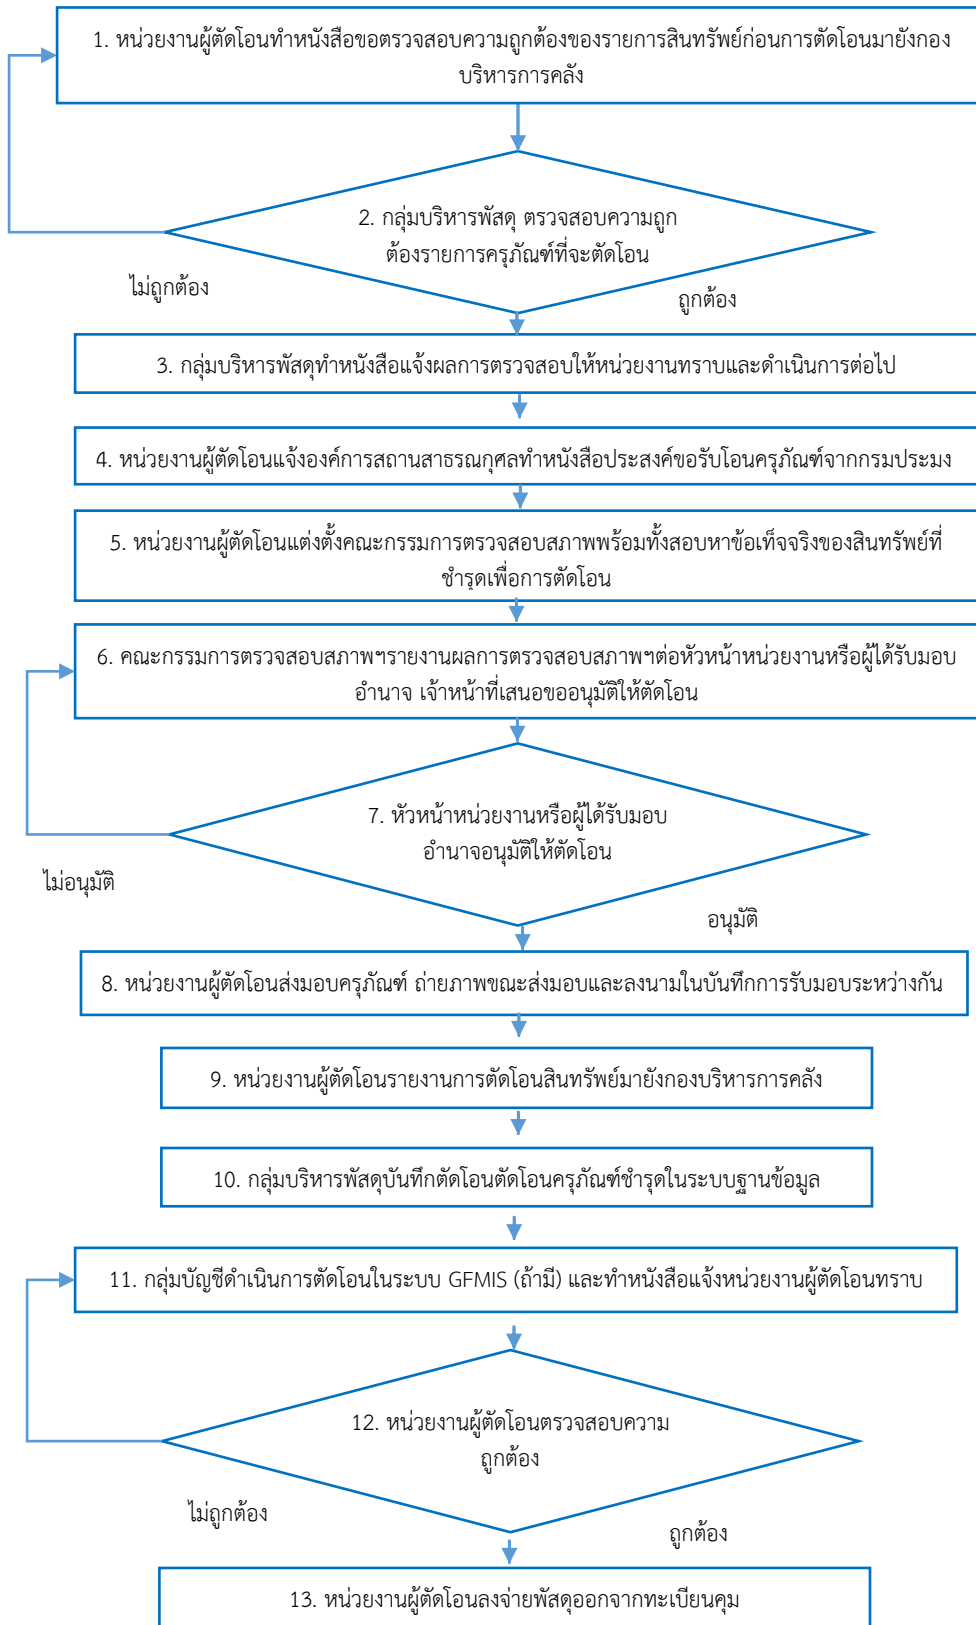 1. หน่วยงานผู้ตัดโอนทำหนังสือขอตรวจสอบความถูกต้องของรายการสินทรัพย์ก่อนการตัดโอนมายังกอง
บริหารการคลัง
2. กลุ่มบริหารพัสดุ ตรวจสอบความถูก
ต้องรายการครุภัณฑ์ที่จะตัดโอน
ไม่ถูกต้อง
ถูกต้อง
3. กลุ่มบริหารพัสดุทำหนังสือแจ้งผลการตรวจสอบให้หน่วยงานทราบและดำเนินการต่อไป
4. หน่วยงานผู้ตัดโอนแจ้งองค์การสถานสาธรณกุศลทำหนังสือประสงค์ขอรับโอนครุภัณฑ์จากกรมประมง
5. หน่วยงานผู้ตัดโอนแต่งตั้งคณะกรรมการตรวจสอบสภาพพร้อมทั้งสอบหาข้อเท็จจริงของสินทรัพย์ที่
ชำรุดเพื่อการตัดโอน
6. คณะกรรมการตรวจสอบสภาพฯรายงานผลการตรวจสอบสภาพฯต่อหัวหน้าหน่วยงานหรือผู้ได้รับมอบ
อำนาจ เจ้าหน้าที่เสนอขออนุมัติให้ตัดโอน
7. หัวหน้าหน่วยงานหรือผู้ได้รับมอบ
อำนาจอนุมัติให้ตัดโอน
ไม่อนุมัติ
อนุมัติ
8. หน่วยงานผู้ตัดโอนส่งมอบครุภัณฑ์ ถ่ายภาพขณะส่งมอบและลงนามในบันทึกการรับมอบระหว่างกัน
9. หน่วยงานผู้ตัดโอนรายงานการตัดโอนสินทรัพย์มายังกองบริหารการคลัง
10. กลุ่มบริหารพัสดุบันทึกตัดโอนตัดโอนครุภัณฑ์ชำรุดในระบบฐานข้อมูล
11. กลุ่มบัญชีดำเนินการตัดโอนในระบบ GFMIS (ถ้ามี) และทำหนังสือแจ้งหน่วยงานผู้ตัดโอนทราบ
12. หน่วยงานผู้ตัดโอนตรวจสอบความ
ถูกต้อง
ไม่ถูกต้อง
ถูกต้อง
13. หน่วยงานผู้ตัดโอนลงจ่ายพัสดุออกจากทะเบียนคุม